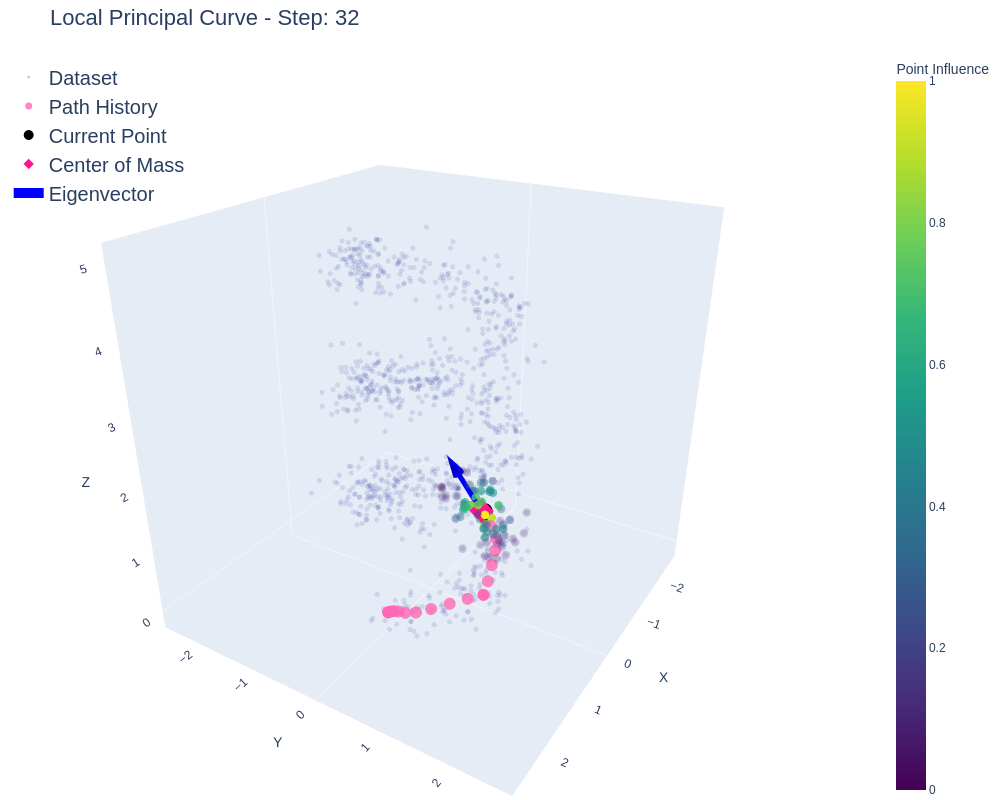 Local Principal Curve - Step: 32
Dataset
Path History
Current Point
Center of Mass
Eigenvector
Point Influence
1
0.8
0.6
0.4
0.2
0
5
4
3
2
1
0
Z
−2
−1
0
1
2
Y
−2
−1
0
1
2
X